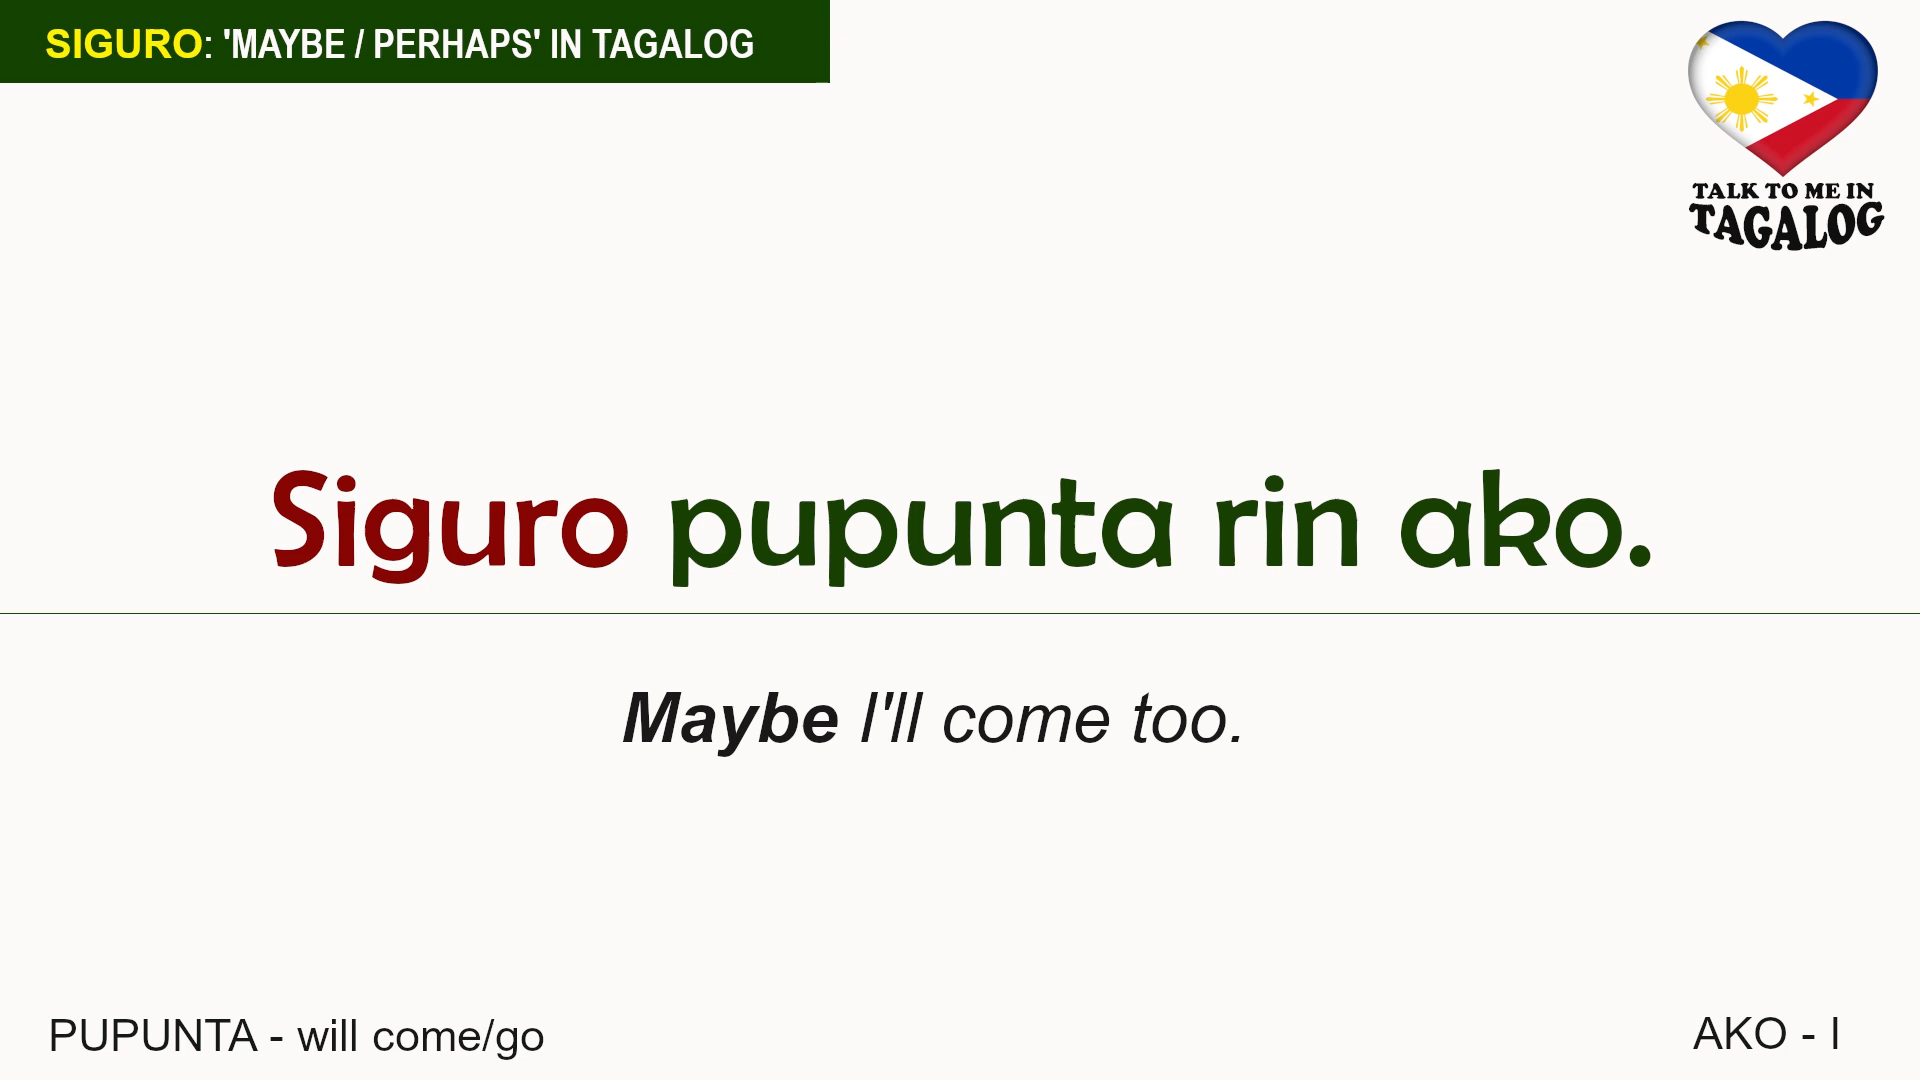 SIGURO: 'MAYBE / PERHAPS' IN TAGALOG
TALK TO ME IN
TAGALOG
Siguro pupunta rin ako.
Maybe I'll come too.
PUPUNTA - will come/go
AKO - I